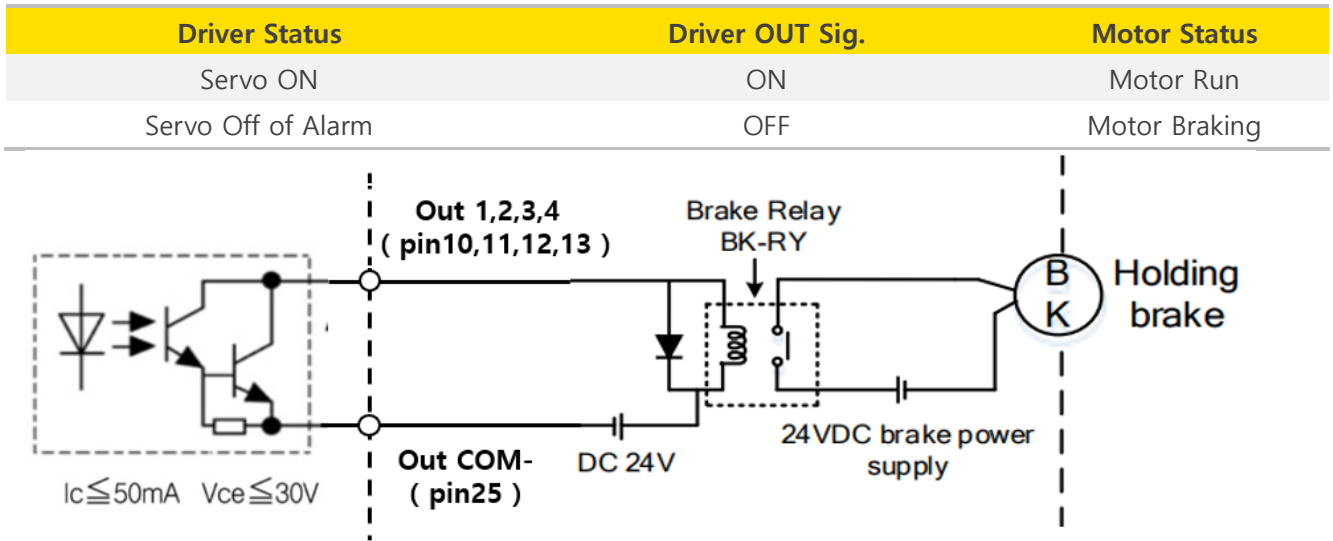 Driver Status Driver OUT Sig. Motor Status
Servo ON ON Motor Run
Servo Off of Alarm OFF Motor Braking
Out 1,2,3,4
( pin10,11,12,13 )
Brake Relay
BK-RY
B
K
Holding
brake
Out COM-
( pin25 )
DC 24V
24VDC brake power
supply
Ic≦50mA Vce≦30V